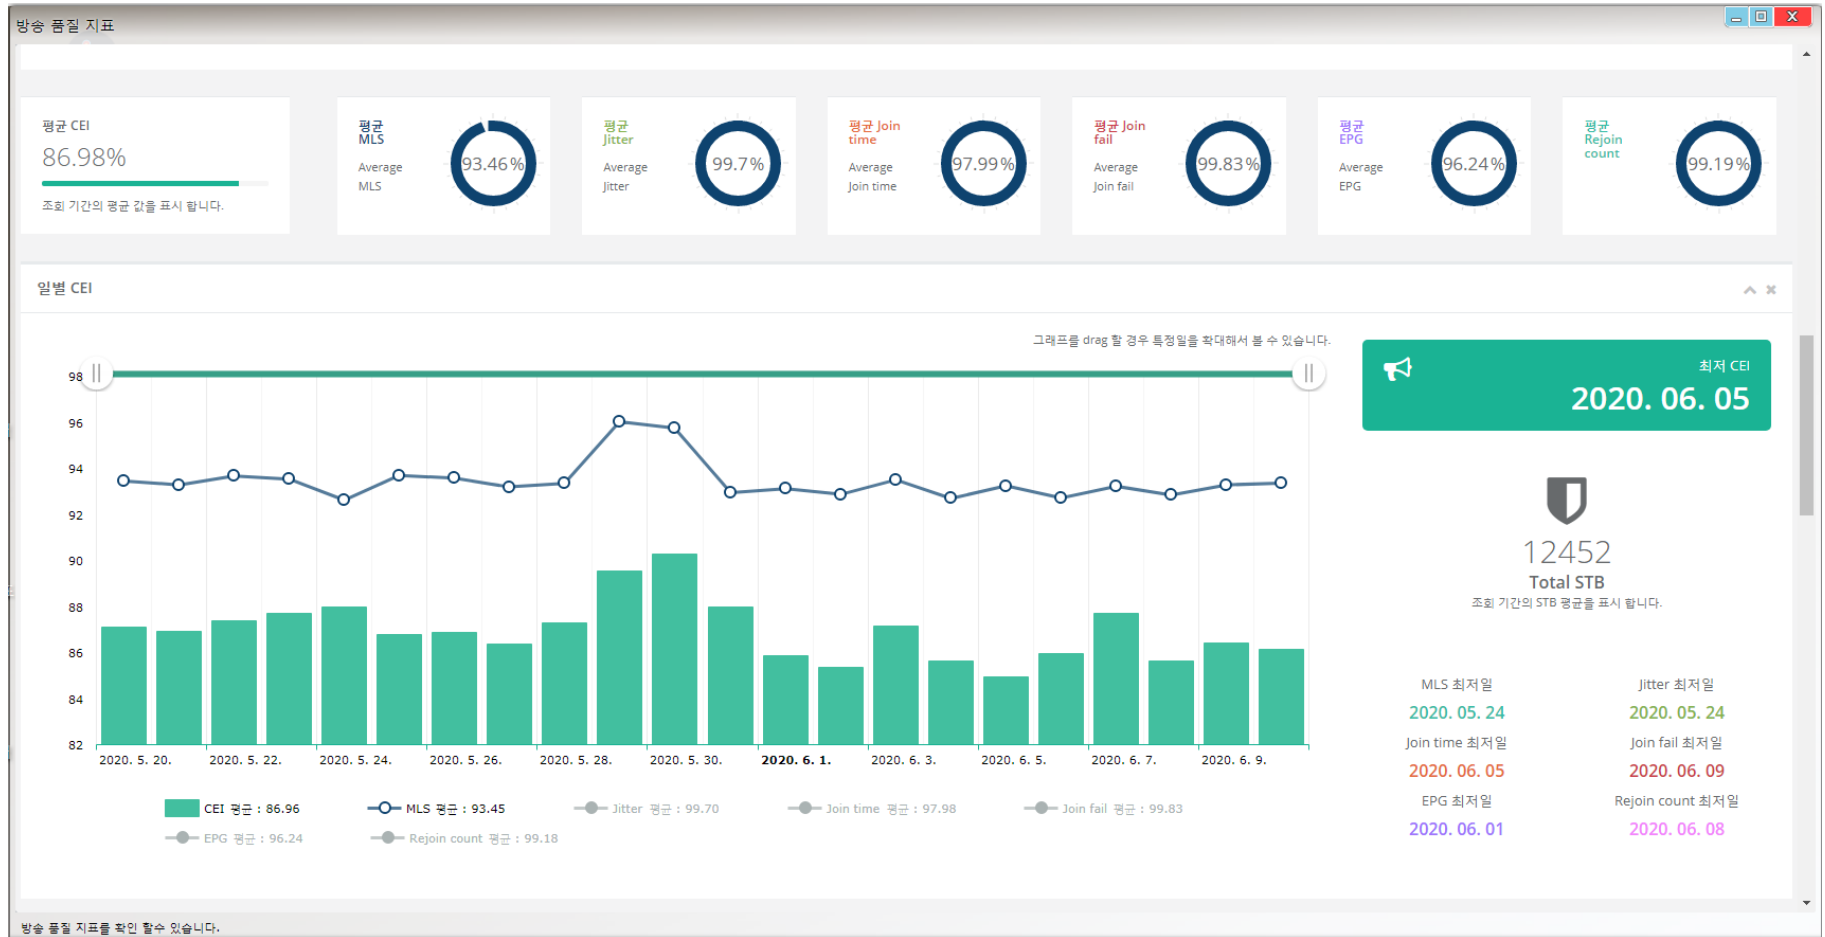 방송 품질 지표
평균 CEI
86.98%
조회 기간의 평균 값을 표시 합니다.
평균
MLS
Average
MLS
93.46%
평균
Jitter
Average
Jitter
99.7%
평균 Join
time
Average
Join time
97.99%
평균 Join
fail
Average
Join fail
99.83%
평균
EPG
Average
EPG
96.24%
평균
Rejoin
count
99.19%
일별 CEI
그래프를 drag 할 경우 특정일을 확대해서 볼 수 있습니다.
98
96
94
92
90
88
86
84
82
2020. 5. 20.
2020. 5. 22.
2020. 5. 24.
2020. 5. 26.
2020. 5. 28.
2020. 5. 30.
2020. 6. 1.
2020. 6. 3.
2020. 6. 5.
2020. 6. 7.
2020. 6. 9.
CEI 평균 : 86.96
MLS 평균 : 93.45
Jitter 평균 : 99.70
Join time 평균 : 97.98
Join fail 평균 : 99.83
EPG 평균 : 96.24
Rejoin count 평균 : 99.18
최저 CEI
2020. 06. 05
12452
Total STB
조회 기간의 STB 평균을 표시 합니다.
MLS 최저일
2020. 05. 24
Jitter 최저일
2020. 05. 24
Join time 최저일
2020. 06. 05
Join fail 최저일
2020. 06. 09
EPG 최저일
2020. 06. 01
Rejoin count 최저일
2020. 06. 08
방송 품질 지표를 확인 할수 있습니다.